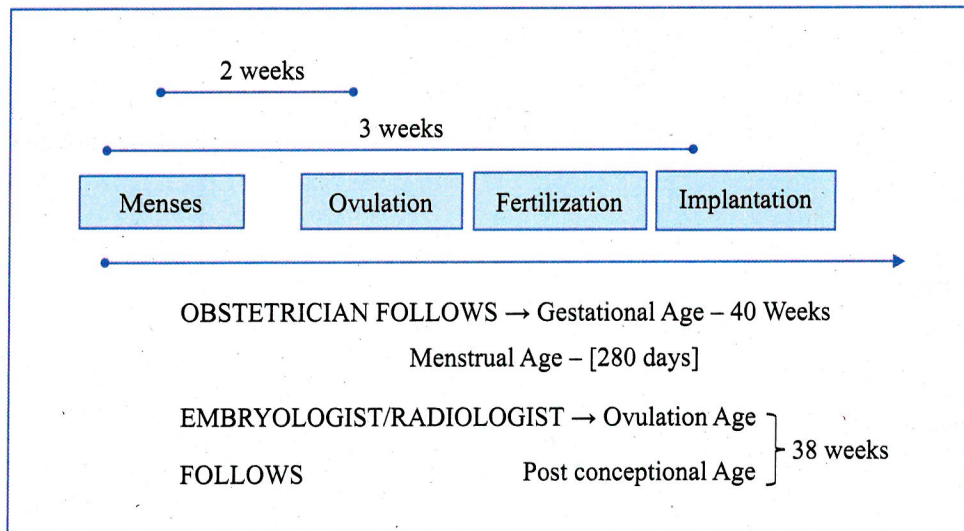 2 weeks
3 weeks
Menses
Ovulation
Fertilization
Implantation
OBSTETRICIAN FOLLOWS → Gestational Age – 40 Weeks
Menstrual Age – [280 days]
EMBRYOLOGIST/RADIOLOGIST → Ovulation Age
38 weeks
FOLLOWS Post conceptional Age